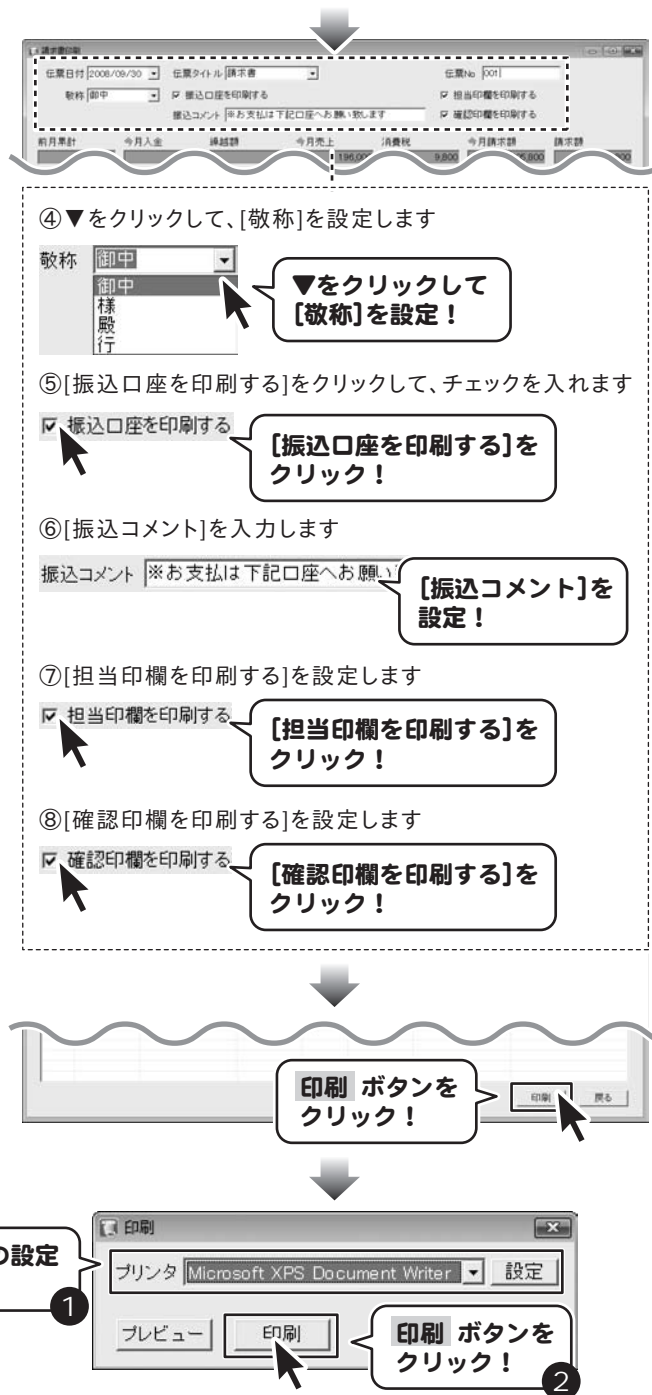 請求書印刷
伝票日付 2008/09/30 伝票タイトル 請求書 伝票No 001
敬称 御中 振込口座を印刷する 担当印欄を印刷する
振込コメント ※お支払は下記口座へお願い致します 確認印欄を印刷する
前月累計 今月入金 繰越額 今月売上 消費税 今月請求額 請求額
196,000 9,800
④▼をクリックして、[敬称]を設定します
敬称 御中
御中
様
殿
行
▼をクリックして
[敬称]を設定！
⑤[振込口座を印刷する]をクリックして、チェックを入れます
振込口座を印刷する
[振込口座を印刷する]を
クリック！
⑥[振込コメント]を入力します
振込コメント ※お支払は下記口座へお願い
[振込コメント]を
設定！
⑦[担当印欄を印刷する]を設定します
担当印欄を印刷する
[担当印欄を印刷する]を
クリック！
⑧[確認印欄を印刷する]を設定します
確認印欄を印刷する
[確認印欄を印刷する]を
クリック！
印刷 ボタンを
クリック！
印刷 戻る
印刷
の設定
1
プリンタ Microsoft XPS Document Writer 設定
プレビュー 印刷
印刷 ボタンを
クリック！
2